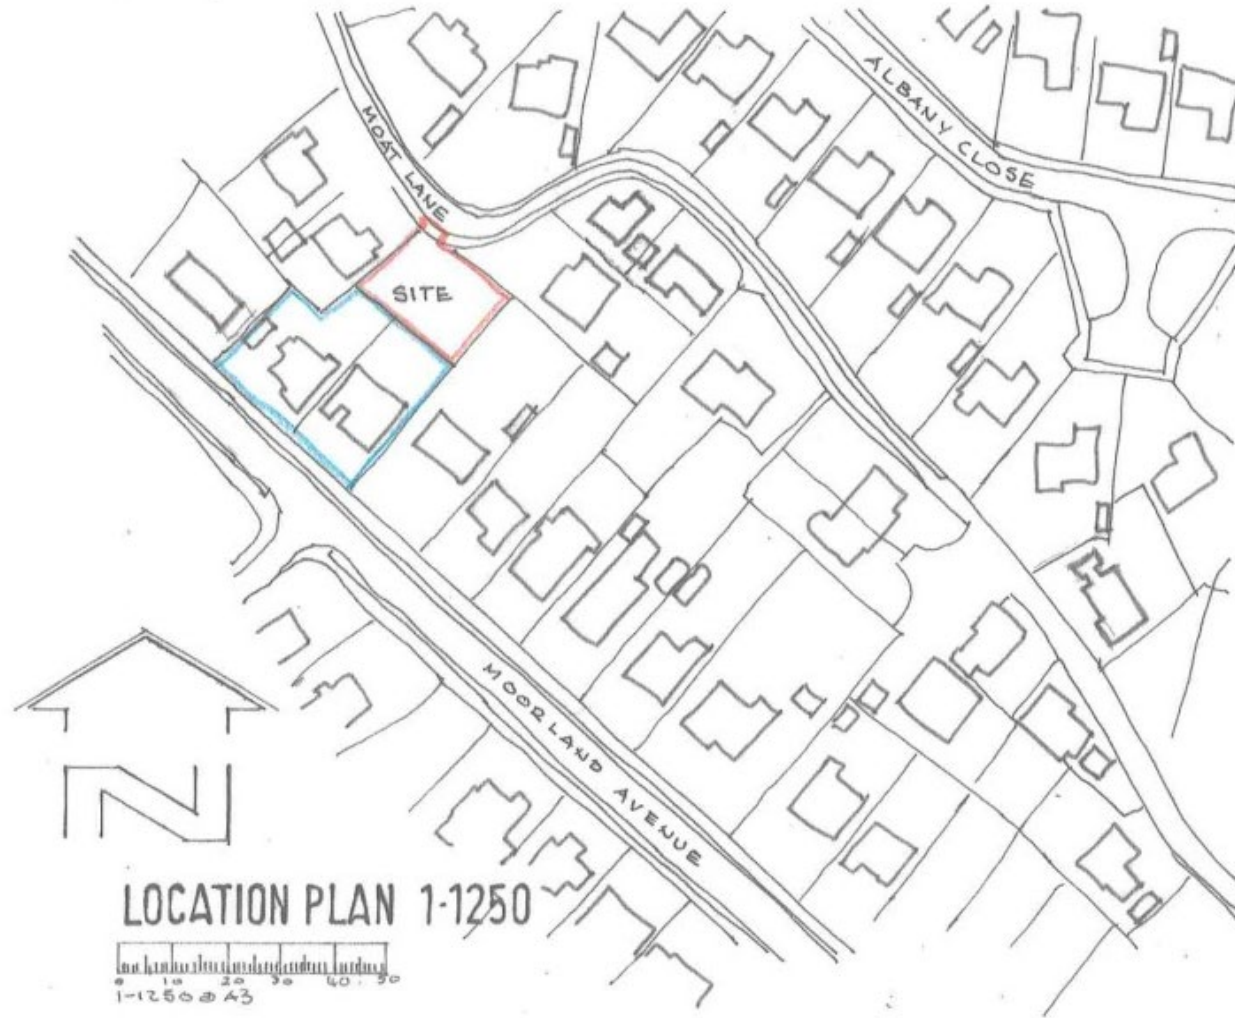 ALBANY CLOSE
MOAT LANE
SITE
MOORLAND AVENUE
N
LOCATION PLAN 1-1250
0 10 20 30 40 50
1-1250 @ A3